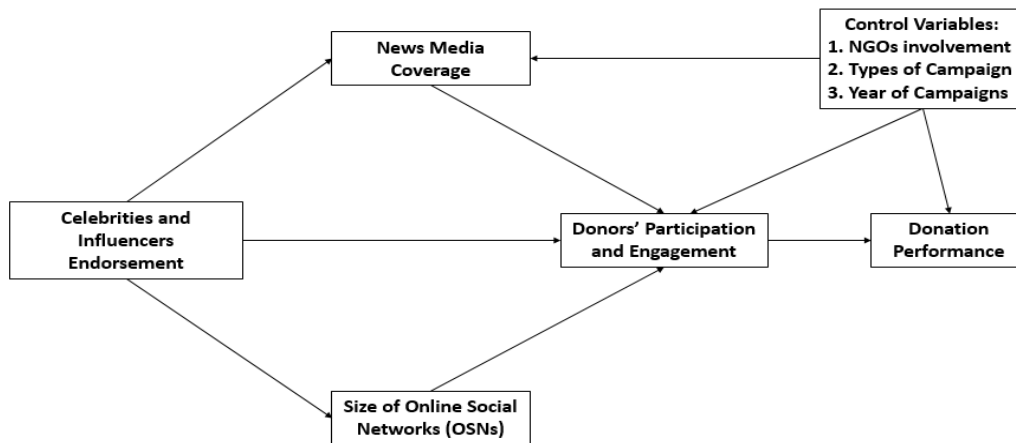 News Media
Coverage
Control Variables:
1. NGOs involvement
2. Types of Campaign
3. Year of Campaigns
Celebrities and
Influencers
Endorsement
Donors’ Participation
and Engagement
Donation
Performance
Size of Online Social
Networks (OSNs)